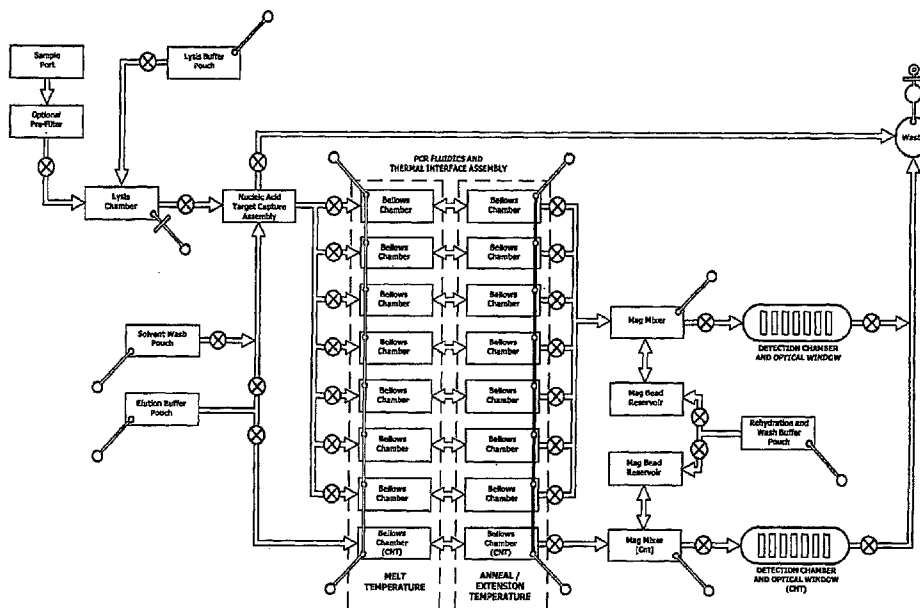 Sample
Port
Optional
Pre-Filter
Lysis Buffer
Pouch
Lysis
Chamber
Nucleic Acid
Target Capture
Assembly
Solvent Wash
Pouch
Elution Buffer
Pouch
PCR FLUIDICS AND
THERMAL INTERFACE ASSEMBLY
Bellows
Chamber
Bellows
Chamber
Bellows
Chamber
Bellows
Chamber
Bellows
Chamber
Bellows
Chamber
Bellows
Chamber
Bellows
Chamber
Bellows
Chamber
Bellows
Chamber
Bellows
Chamber
Bellows
Chamber
Bellows
Chamber
Bellows
Chamber
Bellows
Chamber
(CNT)
Bellows
Chamber
(CNT)
MELT
TEMPERATURE
ANNEAL /
EXTENSION
TEMPERATURE
Mag Mixer
Mag Bead
Reservoir
Rehydration and
Wash Buffer
Pouch
Mag Bead
Reservoir
Mag Mixer
(Cnt)
DETECTION CHAMBER
AND OPTICAL WINDOW
DETECTION CHAMBER
AND OPTICAL WINDOW
(CNT)
Waste